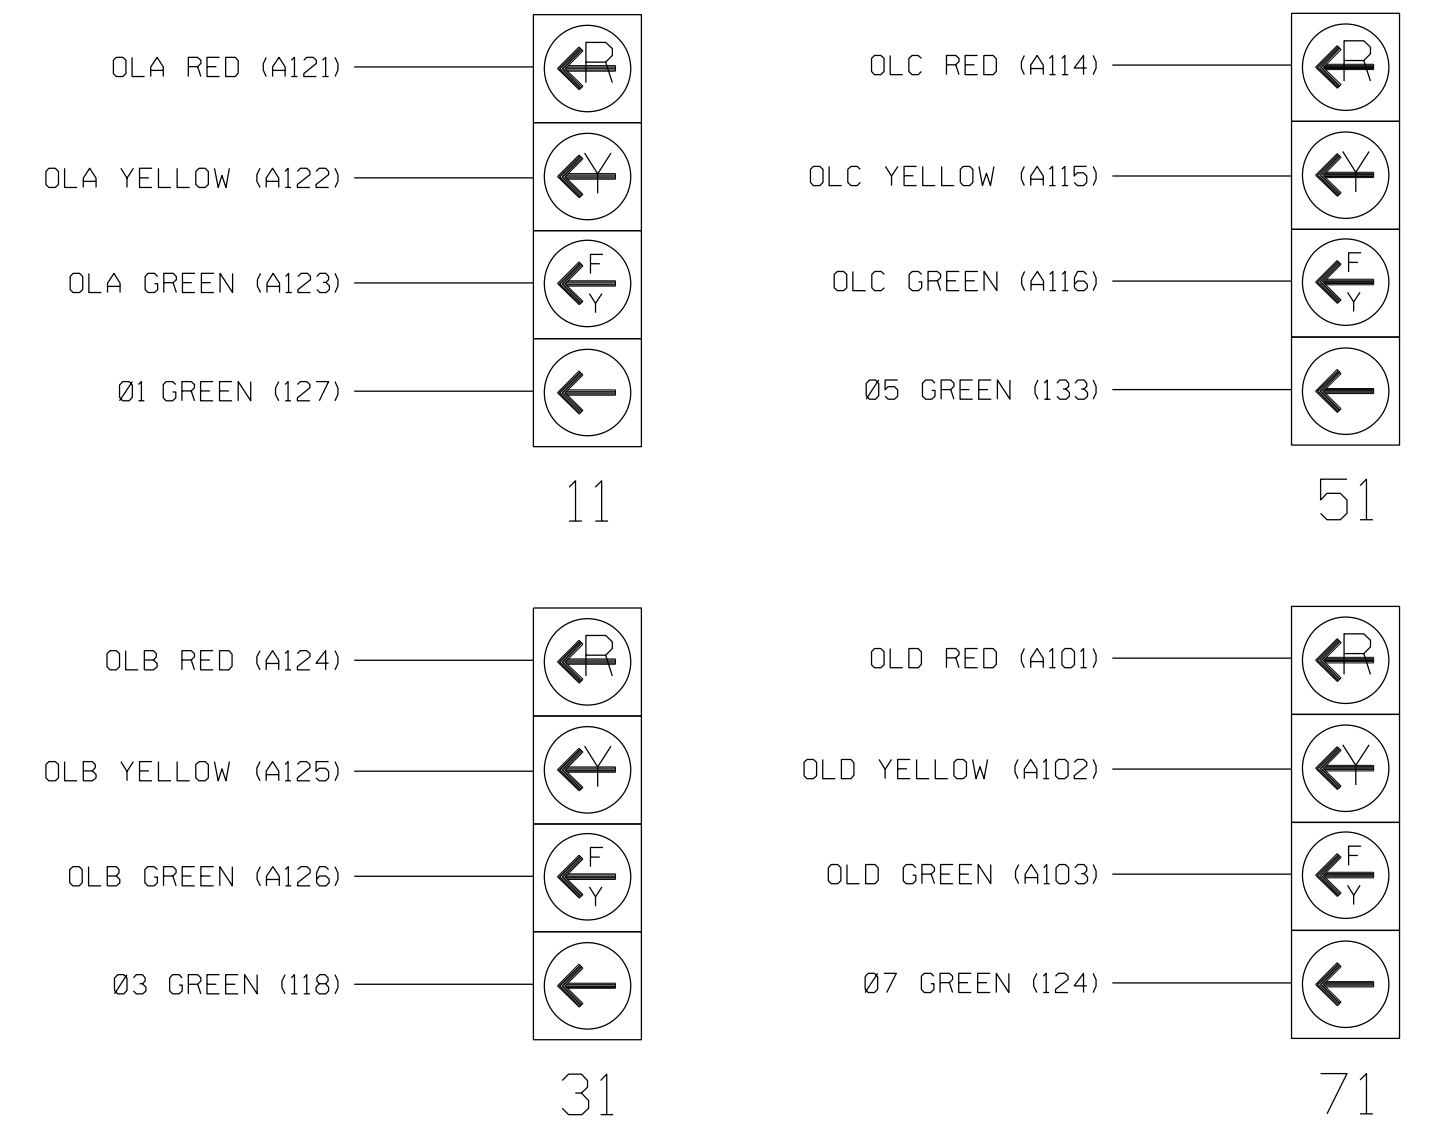 OLA RED (A121)
R
OLA YELLOW (A122)
Y
OLA GREEN (A123)
F
Y
Ø1 GREEN (127)
11
OLC RED (A114)
R
OLC YELLOW (A115)
Y
OLC GREEN (A116)
F
Y
Ø5 GREEN (133)
51
OLB RED (A124)
R
OLB YELLOW (A125)
Y
OLB GREEN (A126)
F
Y
Ø3 GREEN (118)
31
OLD RED (A101)
R
OLD YELLOW (A102)
Y
OLD GREEN (A103)
F
Y
Ø7 GREEN (124)
71